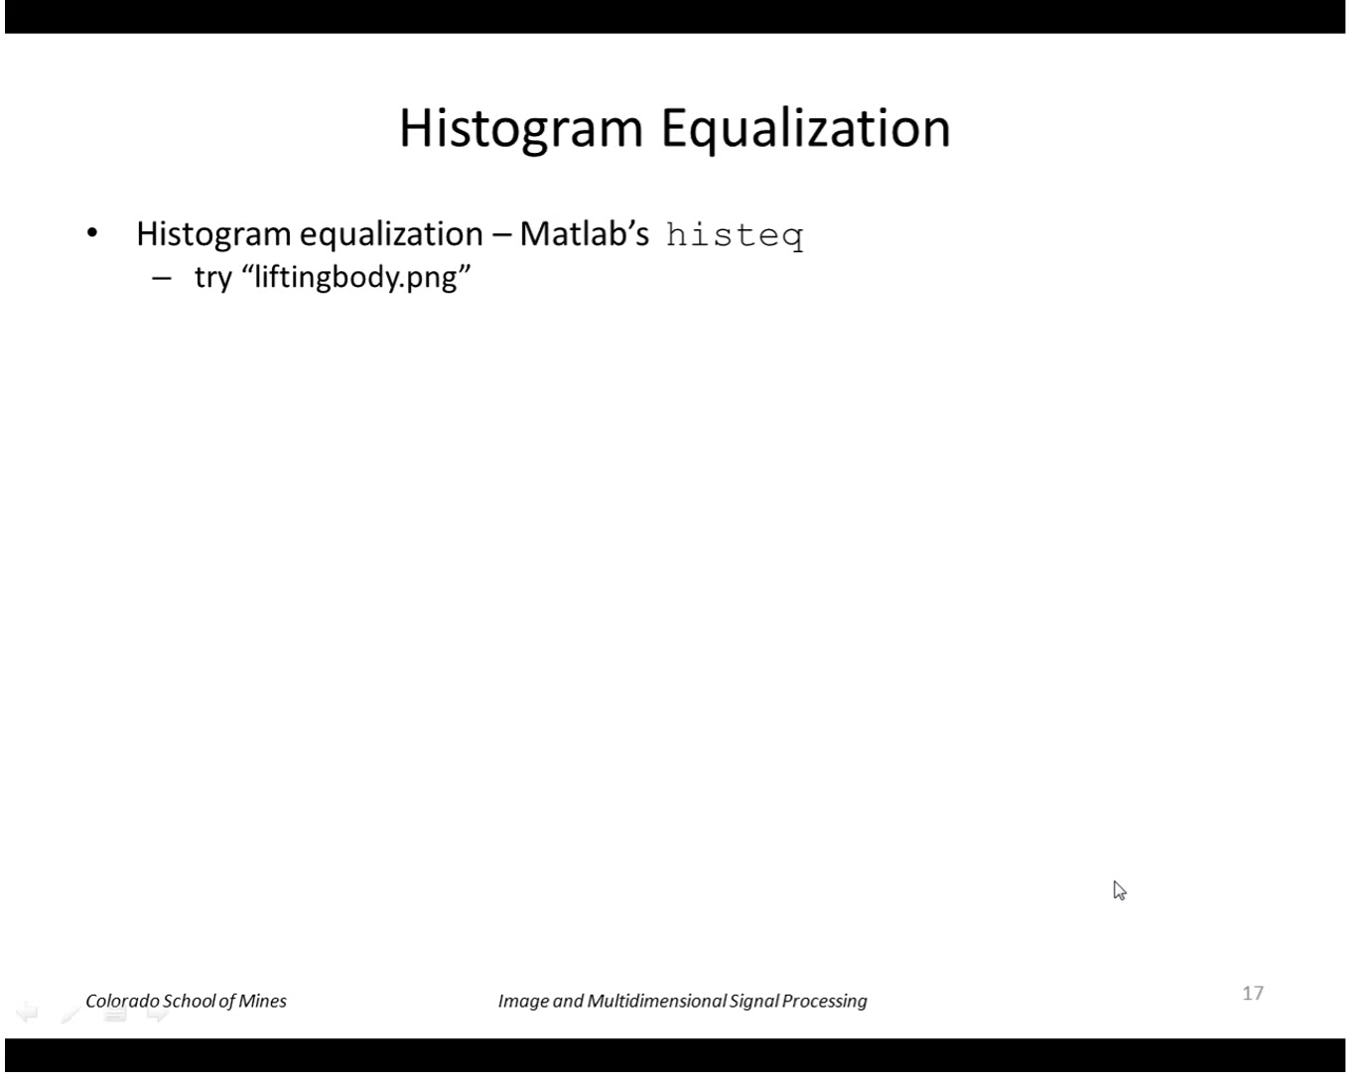 Histogram Equalization
• Histogram equalization – Matlab’s histeq
– try “liftingbody.png”
Colorado School of Mines
Image and Multidimensional Signal Processing
17